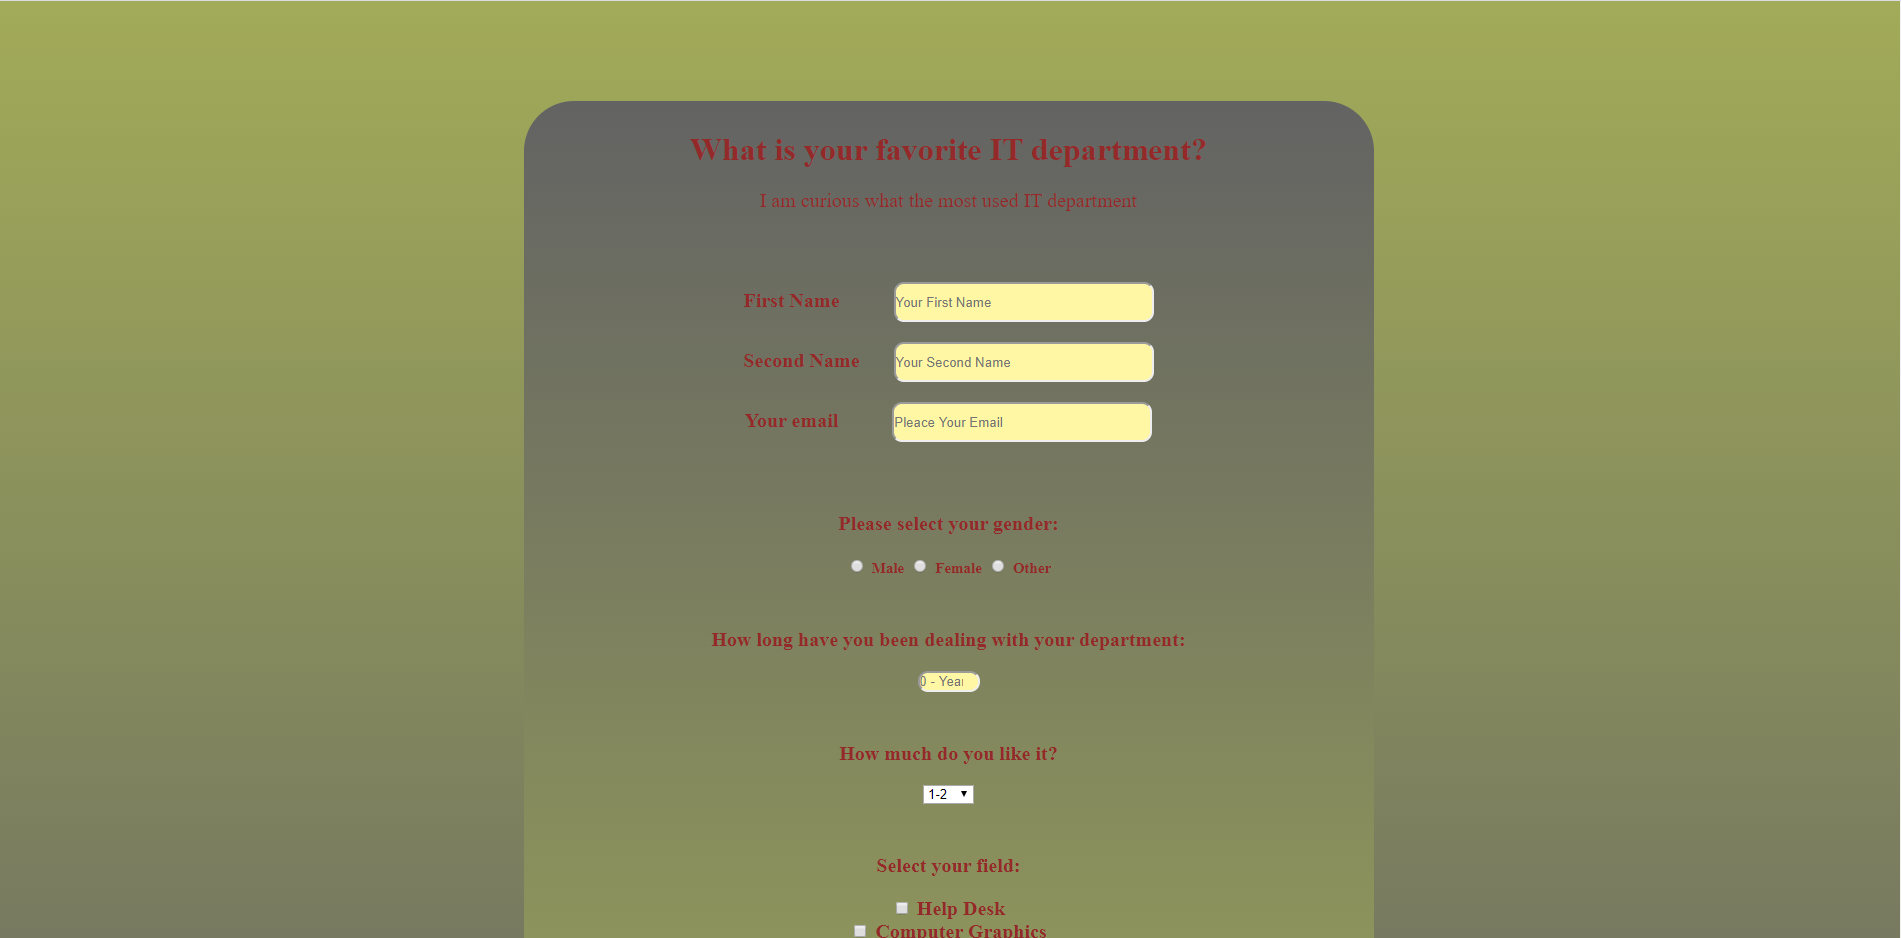 What is your favorite IT department?
I am curious what the most used IT department
First Name Your First Name
Second Name Your Second Name
Your email Pleace Your Email
Please select your gender:
Male Female Other
How long have you been dealing with your department:
0 - Year
How much do you like it?
1-2
Select your field:
Help Desk
Computer Graphics